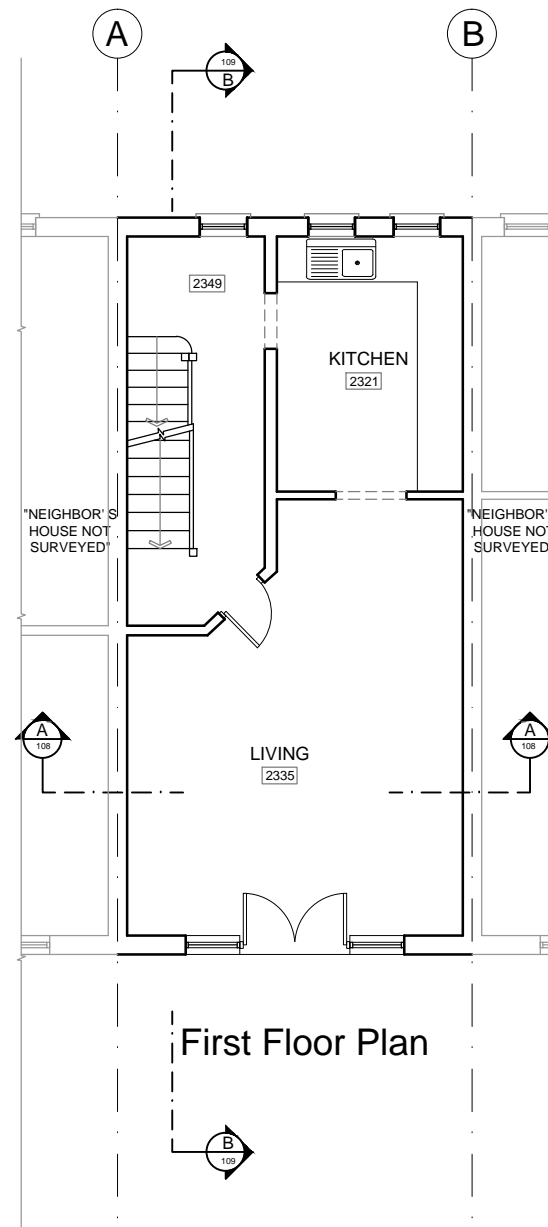 A
B
109
B
2349
KITCHEN
2321
"NEIGHBOR'S
HOUSE NOT
SURVEYED"
"NEIGHBOR'
HOUSE NOT
SURVEYED
A
108
A
108
LIVING
2335
First Floor Plan
B
109